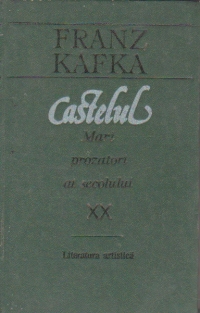 FRANZ
KAFKA
Castelul
Mari
prozatori
ai secolului
XX
Literatura artistică